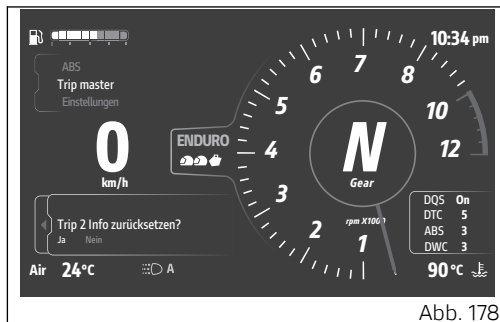 10:34 pm
ABS
Trip master
Einstellungen
0
km/h
ENDURO
Trip 2 Info zurücksetzen?
Ja Nein
Air 24°C
A
1
2
3
4
5
6
7
8
10
12
N
Gear
rpm X1000
DQS On
DTC 5
ABS 3
DWC 3
90 °C
Abb. 178